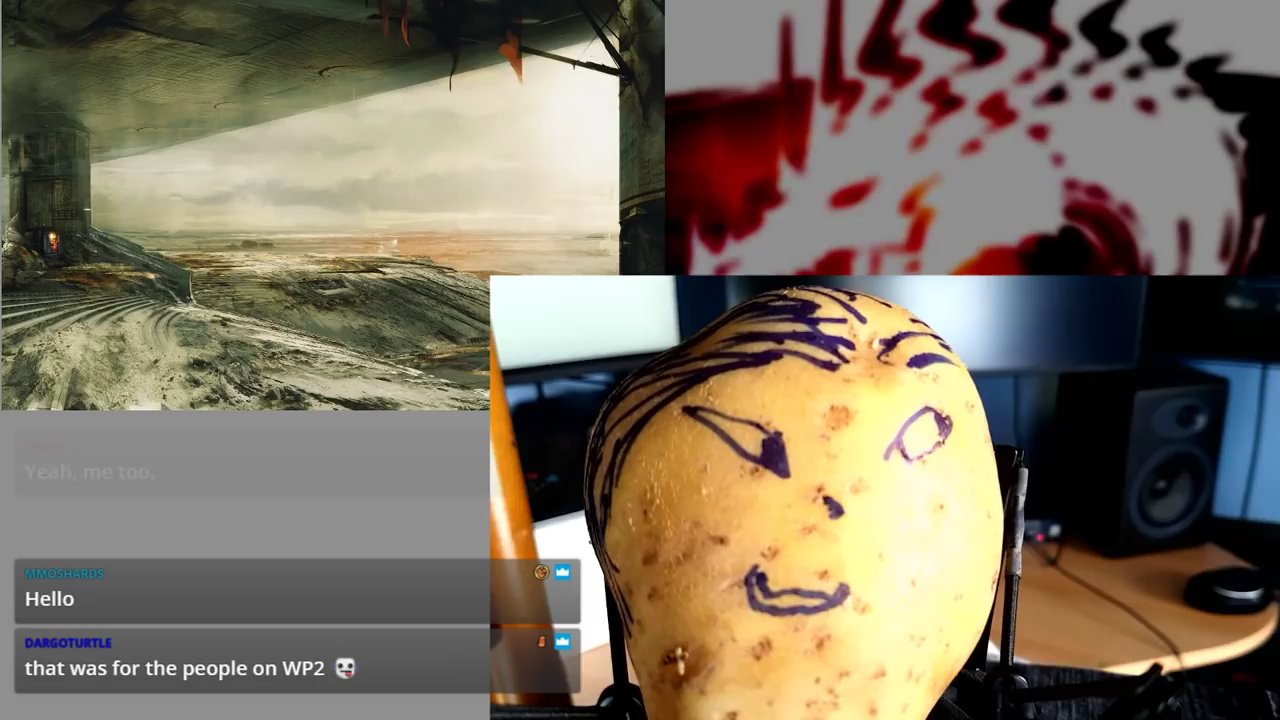 Yeah, me too.
MMOSHARDS
Hello
DARGOTURTLE
that was for the people on WP2